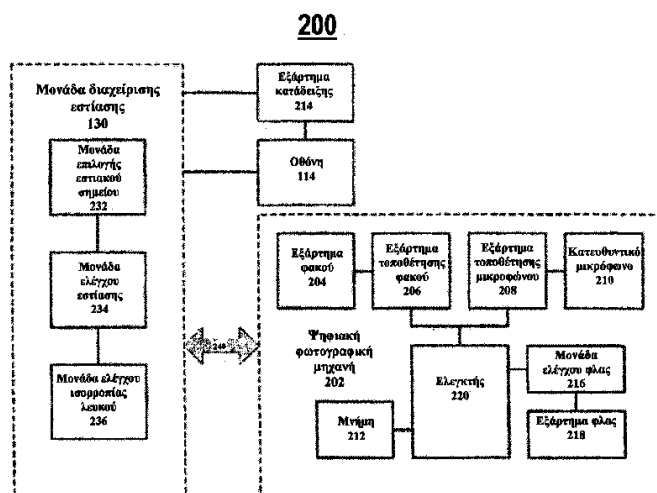 200
Μονάδα διαχείρισης
εστίασης
130
Μονάδα
επιλογής
εστιακού
σημείου
232
Μονάδα
ελέγχου
εστίασης
234
Μονάδα ελέγχου
ισορροπίας
λευκού
236
Εξάρτημα
κατάδειξης
214
Οθόνη
114
240
Εξάρτημα
φακού
204
Εξάρτημα
τοποθέτησης
φακού
206
Εξάρτημα
τοποθέτησης
μικροφώνου
208
Κατευθυντικό
μικρόφωνο
210
Ψηφιακή
φωτογραφική
μηχανή
202
Μνήμη
212
Ελεγκτής
220
Μονάδα
ελέγχου φλας
216
Εξάρτημα φλας
218